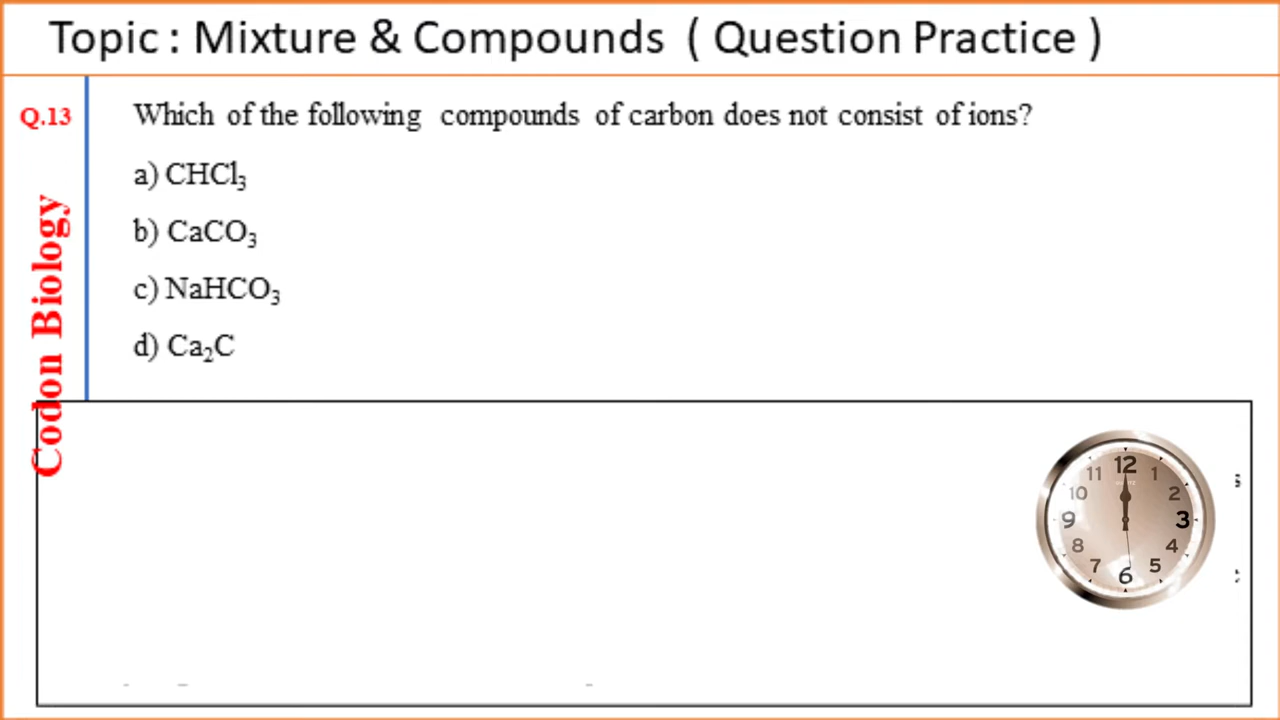 Topic : Mixture & Compounds ( Question Practice )
Q.13 Which of the following compounds of carbon does not consist of ions?
a) CHCl₃
b) CaCO₃
c) NaHCO₃
d) Ca₂C
Codon Biology
12
11 1
10 2
9 3
8 4
7 5
6